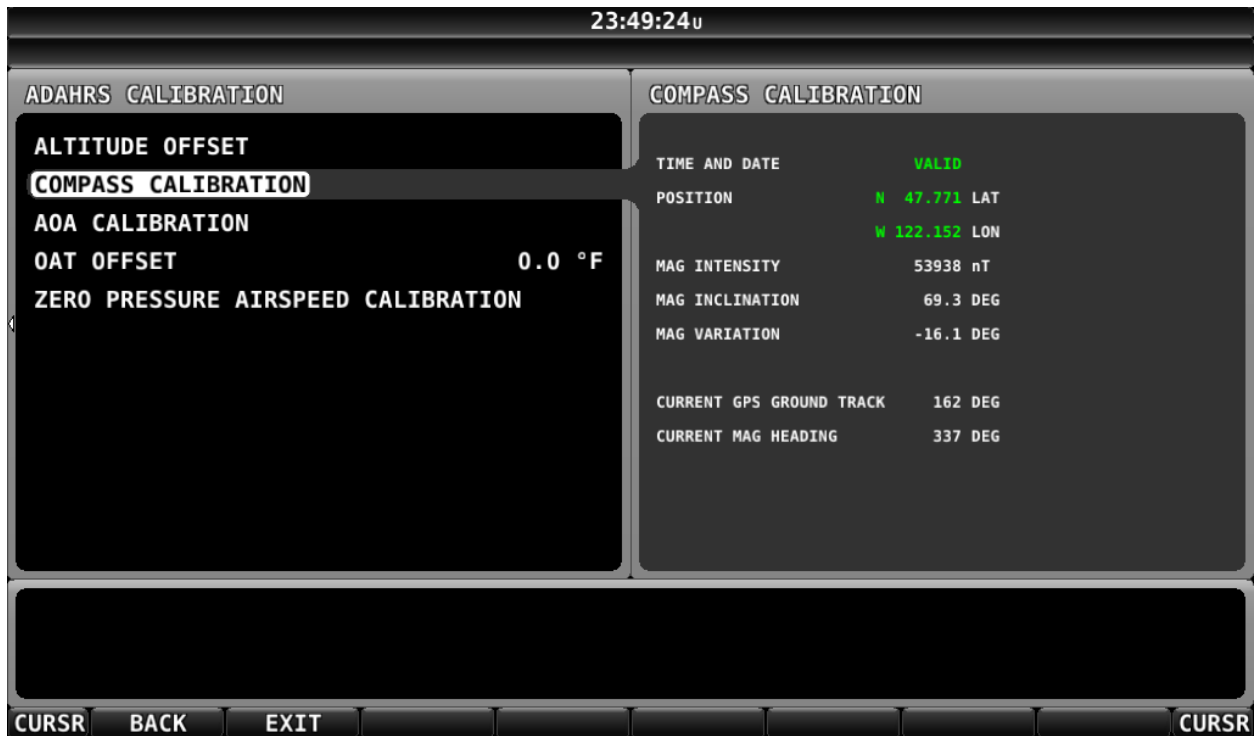 23:49:24U
ADAHRS CALIBRATION
ALTITUDE OFFSET
COMPASS CALIBRATION
AOA CALIBRATION
OAT OFFSET 0.0 °F
ZERO PRESSURE AIRSPEED CALIBRATION
COMPASS CALIBRATION
TIME AND DATE VALID
POSITION N 47.771 LAT
W 122.152 LON
MAG INTENSITY 53938 nT
MAG INCLINATION 69.3 DEG
MAG VARIATION -16.1 DEG
CURRENT GPS GROUND TRACK 162 DEG
CURRENT MAG HEADING 337 DEG
CURSR BACK EXIT CURSR